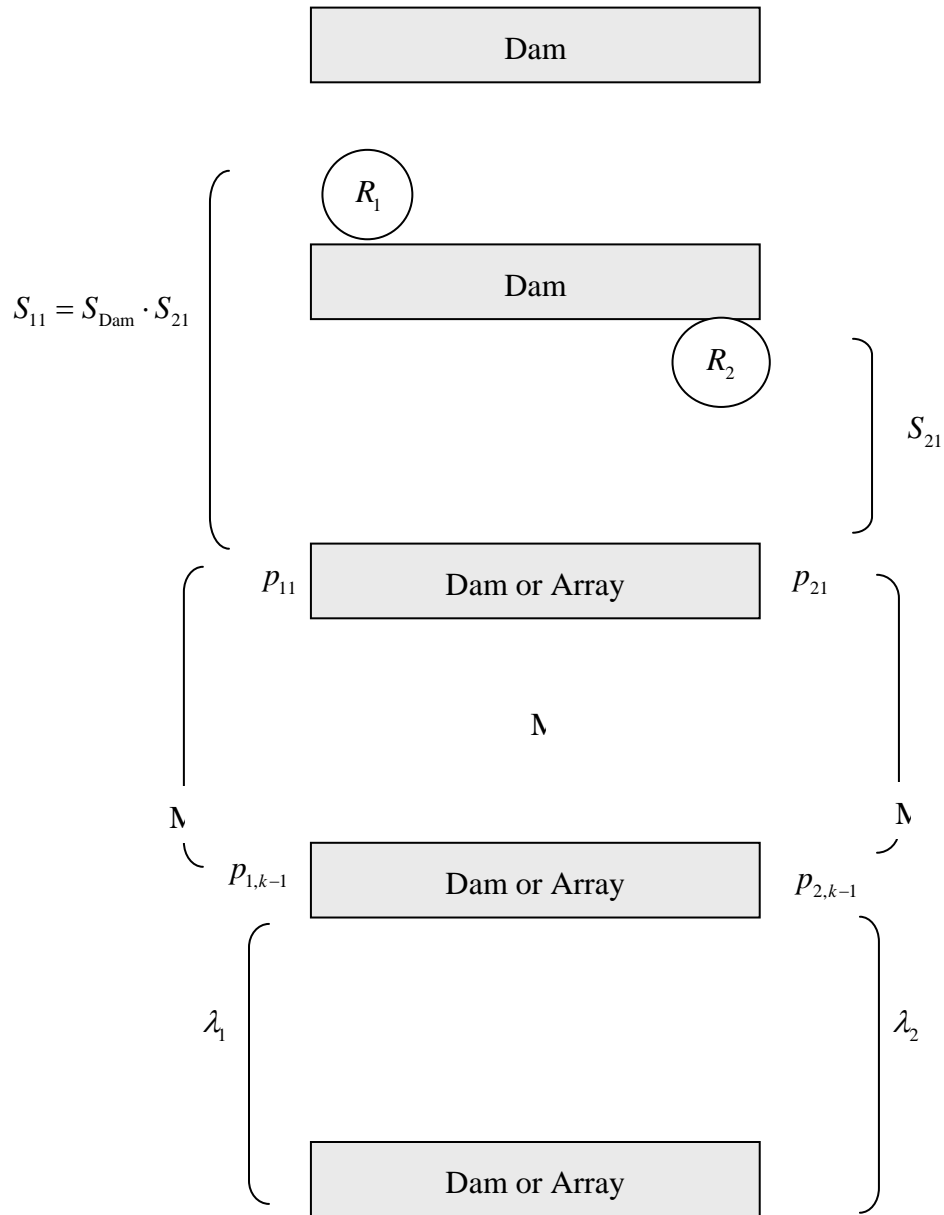 Dam
R₁
Dam
S₁₁ = S_Dam · S₂₁
R₂
S₂₁
p₁₁
Dam or Array
p₂₁
M
M
M
p₁,ₖ₋₁
Dam or Array
p₂,ₖ₋₁
λ₁
λ₂
Dam or Array